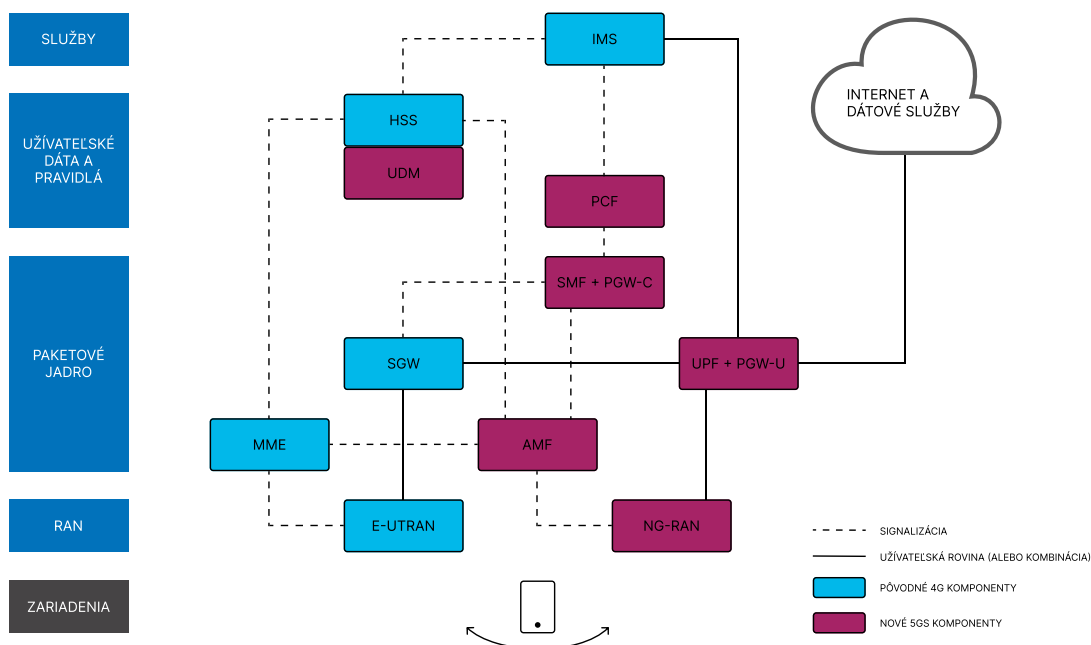 SLUŽBY
IMS
INTERNET A
DÁTOVÉ SLUŽBY
UŽÍVATEĽSKÉ
DÁTA A
PRAVIDLÁ
HSS
UDM
PCF
SMF + PGW-C
PAKETOVÉ
JADRO
SGW
UPF + PGW-U
MME
AMF
RAN
E-UTRAN
NG-RAN
ZARIADENIA
SIGNALIZÁCIA
UŽÍVATEĽSKÁ ROVINA (ALEBO KOMBINÁCIA)
PÔVODNÉ 4G KOMPONENTY
NOVÉ 5GS KOMPONENTY